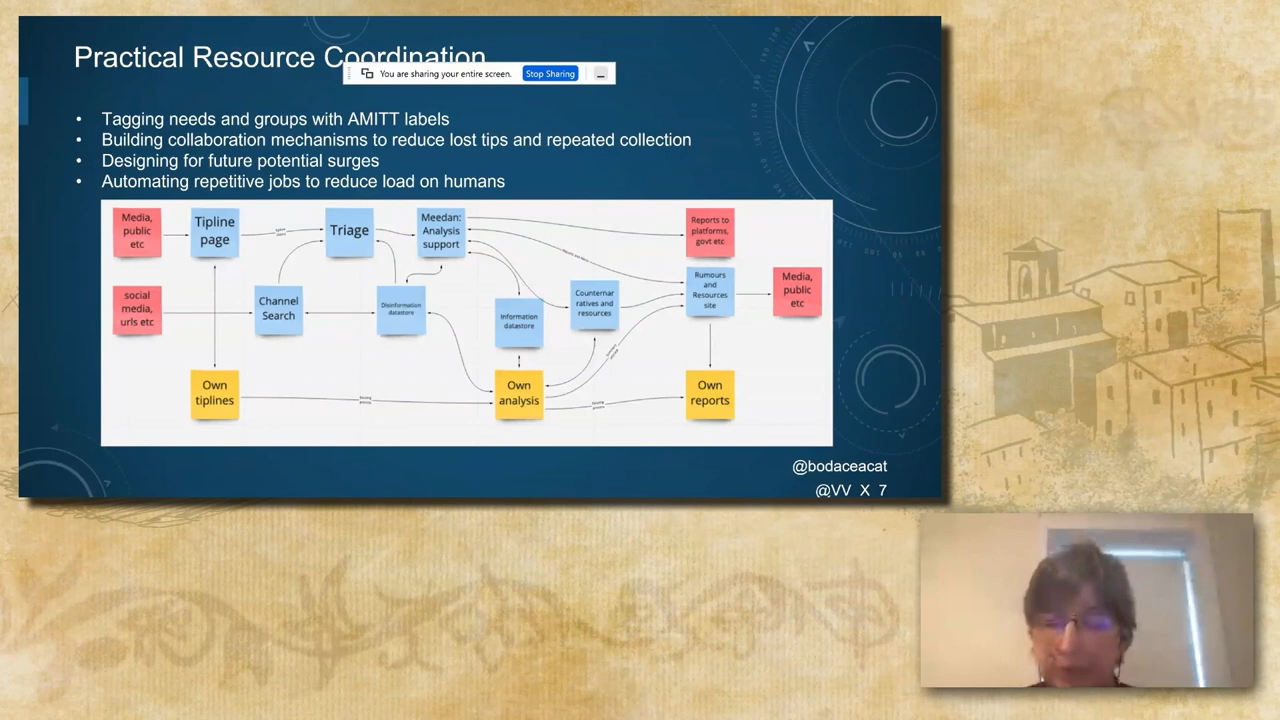 Practical Resource Coordination
You are sharing your entire screen.
Stop Sharing
• Tagging needs and groups with AMITT labels
• Building collaboration mechanisms to reduce lost tips and repeated collection
• Designing for future potential surges
• Automating repetitive jobs to reduce load on humans
Media,
public
etc
Tipline
page
Triage
Meedan:
Analysis
support
Reports to
platforms,
govt etc
social
media,
urls etc
Channel
Search
Disinformation
datastore
Information
datastore
Counternar
ratives and
resources
Rumours
and
Resources
site
Media,
public
etc
Own
tiplines
Own
analysis
Own
reports
@bodaceacat
@VV_X_7